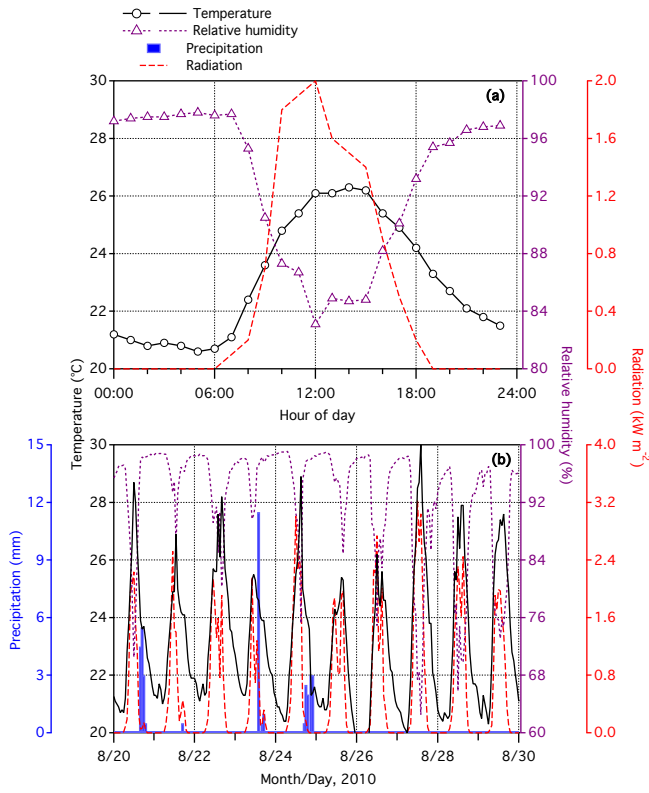 Temperature
Relative humidity
Precipitation
Radiation
30 100 2.0
(a)
28 96 1.6
26 92 1.2
24 88 0.8
22 84 0.4
20 80 0.0
00:00 06:00 12:00 18:00 24:00
Hour of day
Temperature (°C)
Relative humidity (%)
Radiation (kW m-2)
Precipitation (mm)
15 30 100 4.0
(b)
12 28 92 3.2
9 26 84 2.4
6 24 76 1.6
3 22 68 0.8
0 20 60 0.0
8/20 8/22 8/24 8/26 8/28 8/30
Month/Day, 2010